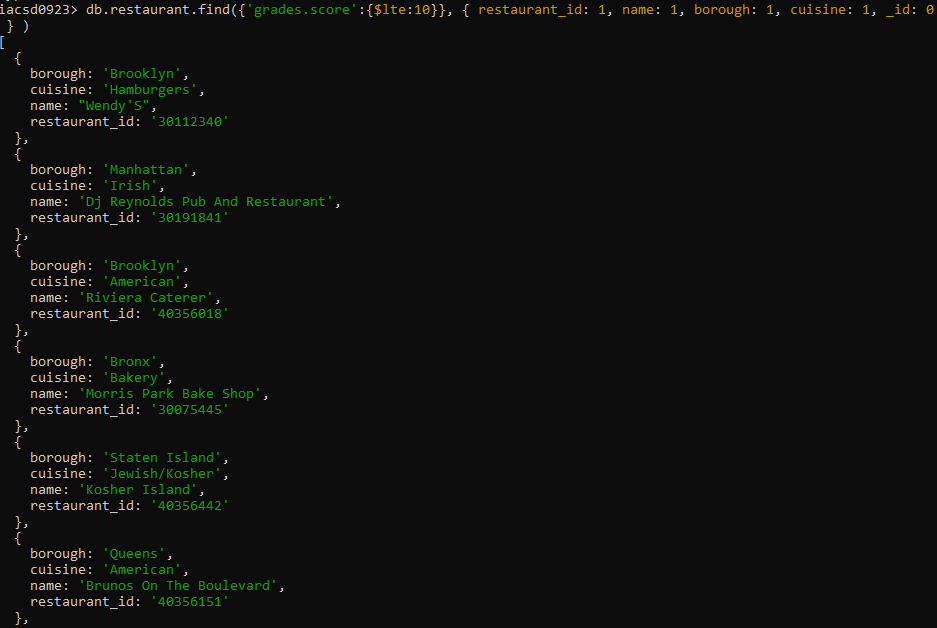 iacsd0923> db.restaurant.find({'grades.score':{$lte:10}}, { restaurant_id: 1, name: 1, borough: 1, cuisine: 1, _id: 0
 } )
[
  {
    borough: 'Brooklyn',
    cuisine: 'Hamburgers',
    name: "Wendy'S",
    restaurant_id: '30112340'
  },
  {
    borough: 'Manhattan',
    cuisine: 'Irish',
    name: 'Dj Reynolds Pub And Restaurant',
    restaurant_id: '30191841'
  },
  {
    borough: 'Brooklyn',
    cuisine: 'American',
    name: 'Riviera Caterer',
    restaurant_id: '40356018'
  },
  {
    borough: 'Bronx',
    cuisine: 'Bakery',
    name: 'Morris Park Bake Shop',
    restaurant_id: '30075445'
  },
  {
    borough: 'Staten Island',
    cuisine: 'Jewish/Kosher',
    name: 'Kosher Island',
    restaurant_id: '40356442'
  },
  {
    borough: 'Queens',
    cuisine: 'American',
    name: 'Brunos On The Boulevard',
    restaurant_id: '40356151'
  },